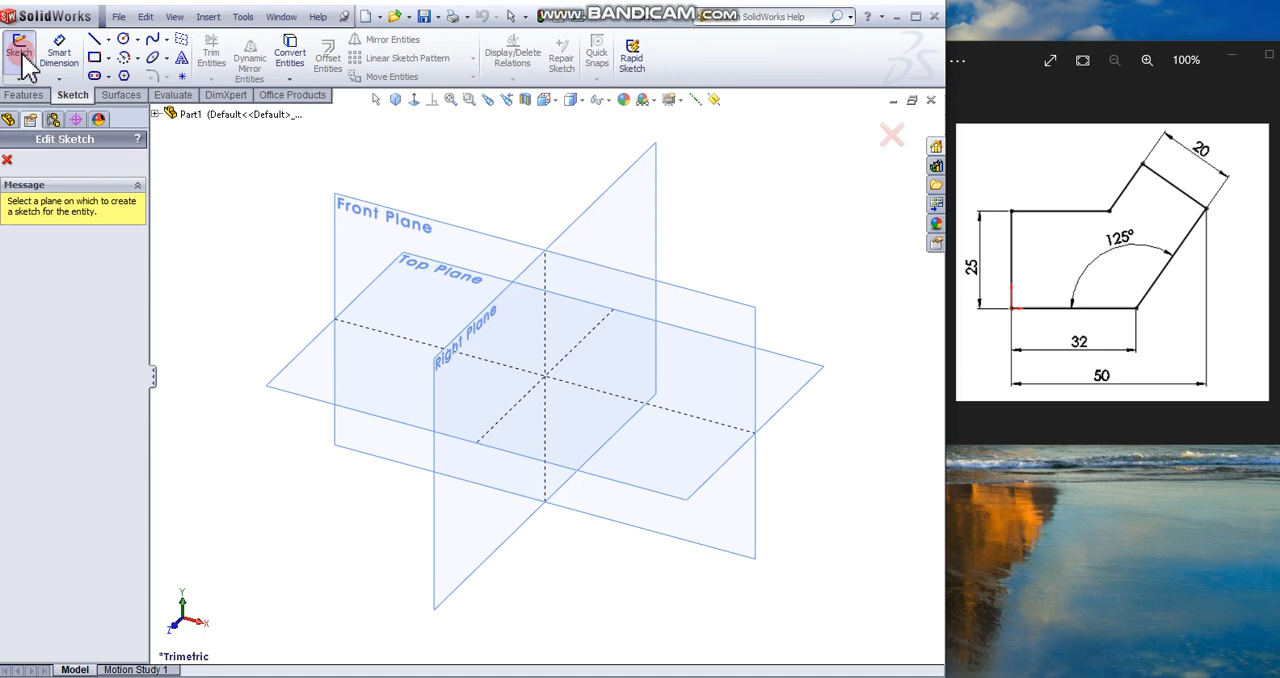 SolidWorks File Edit View Insert Tools Window Help www.BANDICAM.com SolidWorks Help ?
Sketch
Smart
Dimension
Trim
Entities
Dynamic
Mirror
Entities
Convert
Entities
Offset
Entities
Mirror Entities
Linear Sketch Pattern
Move Entities
Display/Delete
Relations
Repair
Sketch
Quick
Snaps
Rapid
Sketch
Features Sketch Surfaces Evaluate DimXpert Office Products
Part1 (Default<<Default>_...
Edit Sketch ?
Message
Select a plane on which to create
a sketch for the entity.
Front Plane
Top Plane
Right Plane
Y
X
Z
*Trimetric
Model Motion Study 1
100%
20
125°
25
32
50